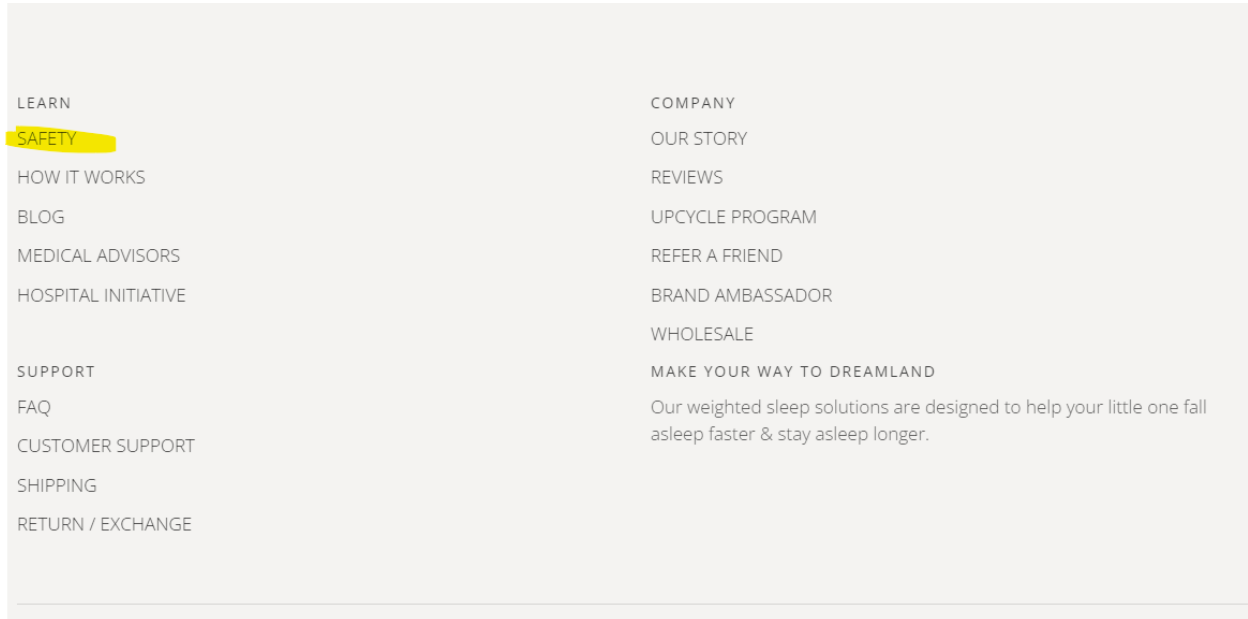 LEARN
SAFETY
HOW IT WORKS
BLOG
MEDICAL ADVISORS
HOSPITAL INITIATIVE
COMPANY
OUR STORY
REVIEWS
UPCYCLE PROGRAM
REFER A FRIEND
BRAND AMBASSADOR
WHOLESALE
SUPPORT
FAQ
CUSTOMER SUPPORT
SHIPPING
RETURN / EXCHANGE
MAKE YOUR WAY TO DREAMLAND
Our weighted sleep solutions are designed to help your little one fall
asleep faster & stay asleep longer.